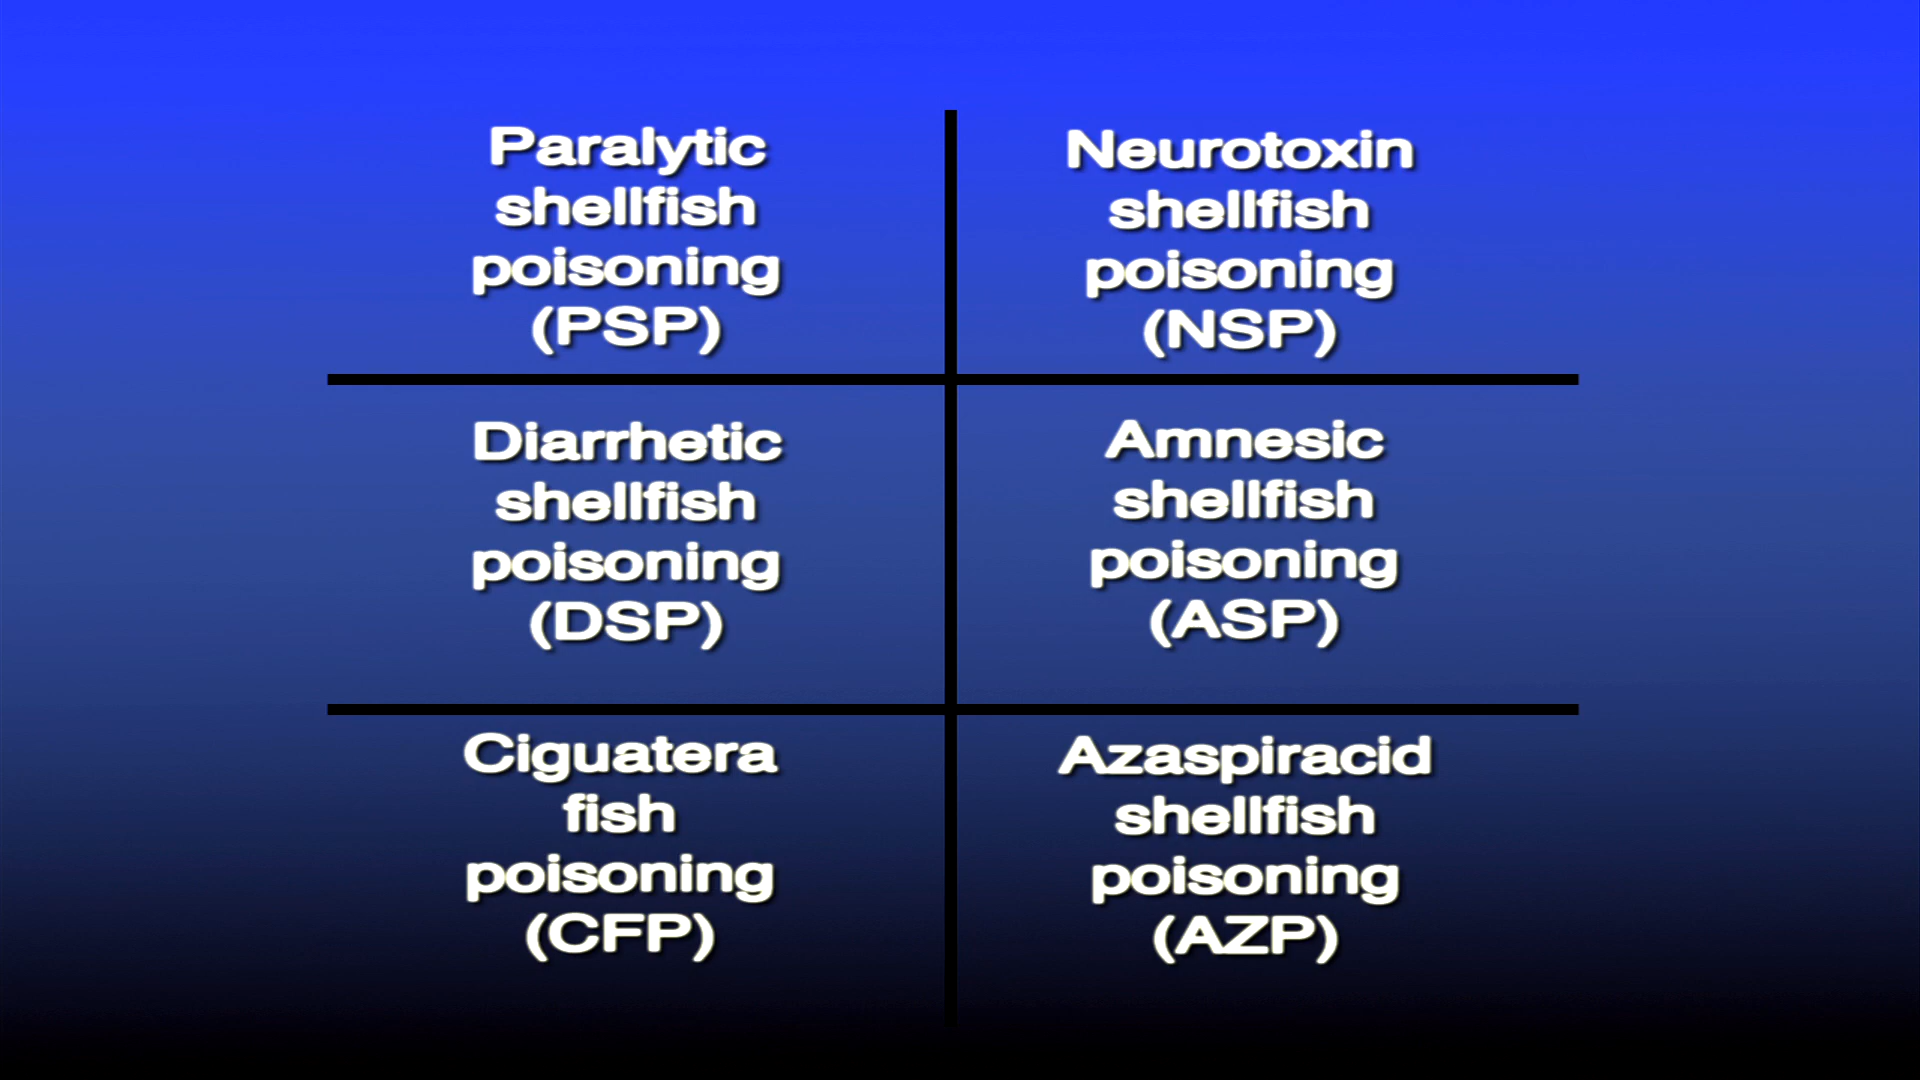 Paralytic
shellfish
poisoning
(PSP)
Neurotoxin
shellfish
poisoning
(NSP)
Diarrhetic
shellfish
poisoning
(DSP)
Amnesic
shellfish
poisoning
(ASP)
Ciguatera
fish
poisoning
(CFP)
Azaspiracid
shellfish
poisoning
(AZP)